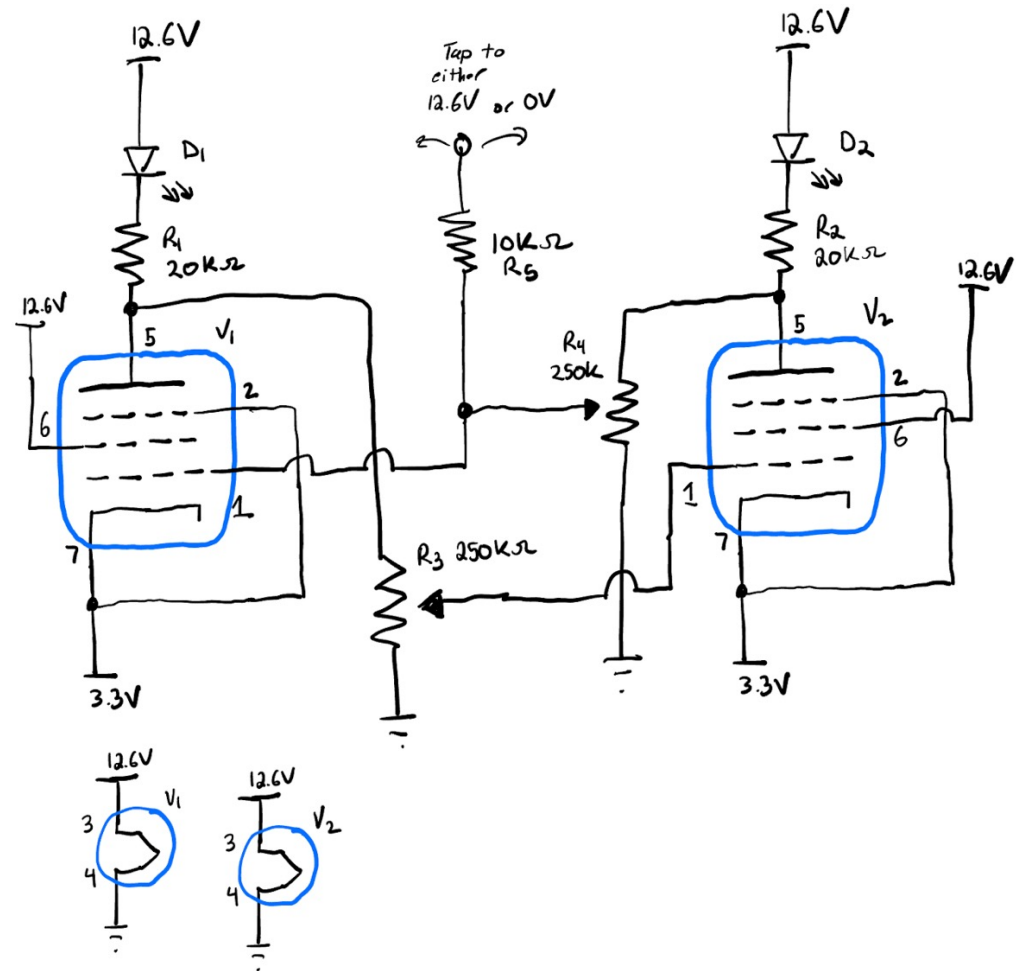 12.6V
D1
R1
20KΩ
12.6V
5
V1
6
2
1
7
3.3V
Tap to
either
12.6V or 0V
10KΩ
R5
R3 250KΩ
R4
250K
12.6V
D2
R2
20KΩ
12.6V
5
V2
2
6
1
7
3.3V
12.6V
V1
3
4
12.6V
V2
3
4